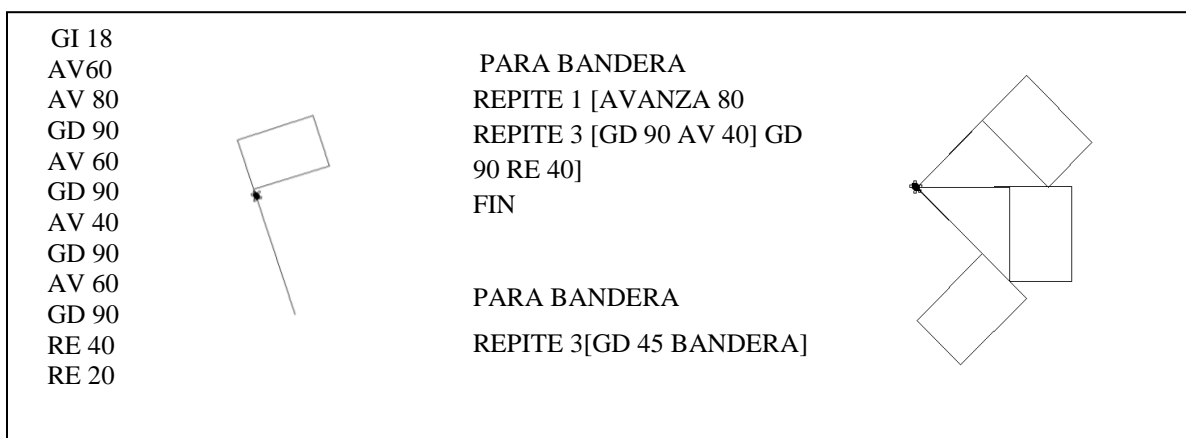 GI 18
AV60
AV 80
GD 90
AV 60
GD 90
AV 40
GD 90
AV 60
GD 90
RE 40
RE 20
PARA BANDERA
REPITE 1 [AVANZA 80
REPITE 3 [GD 90 AV 40] GD
90 RE 40]
FIN
PARA BANDERA
REPITE 3[GD 45 BANDERA]